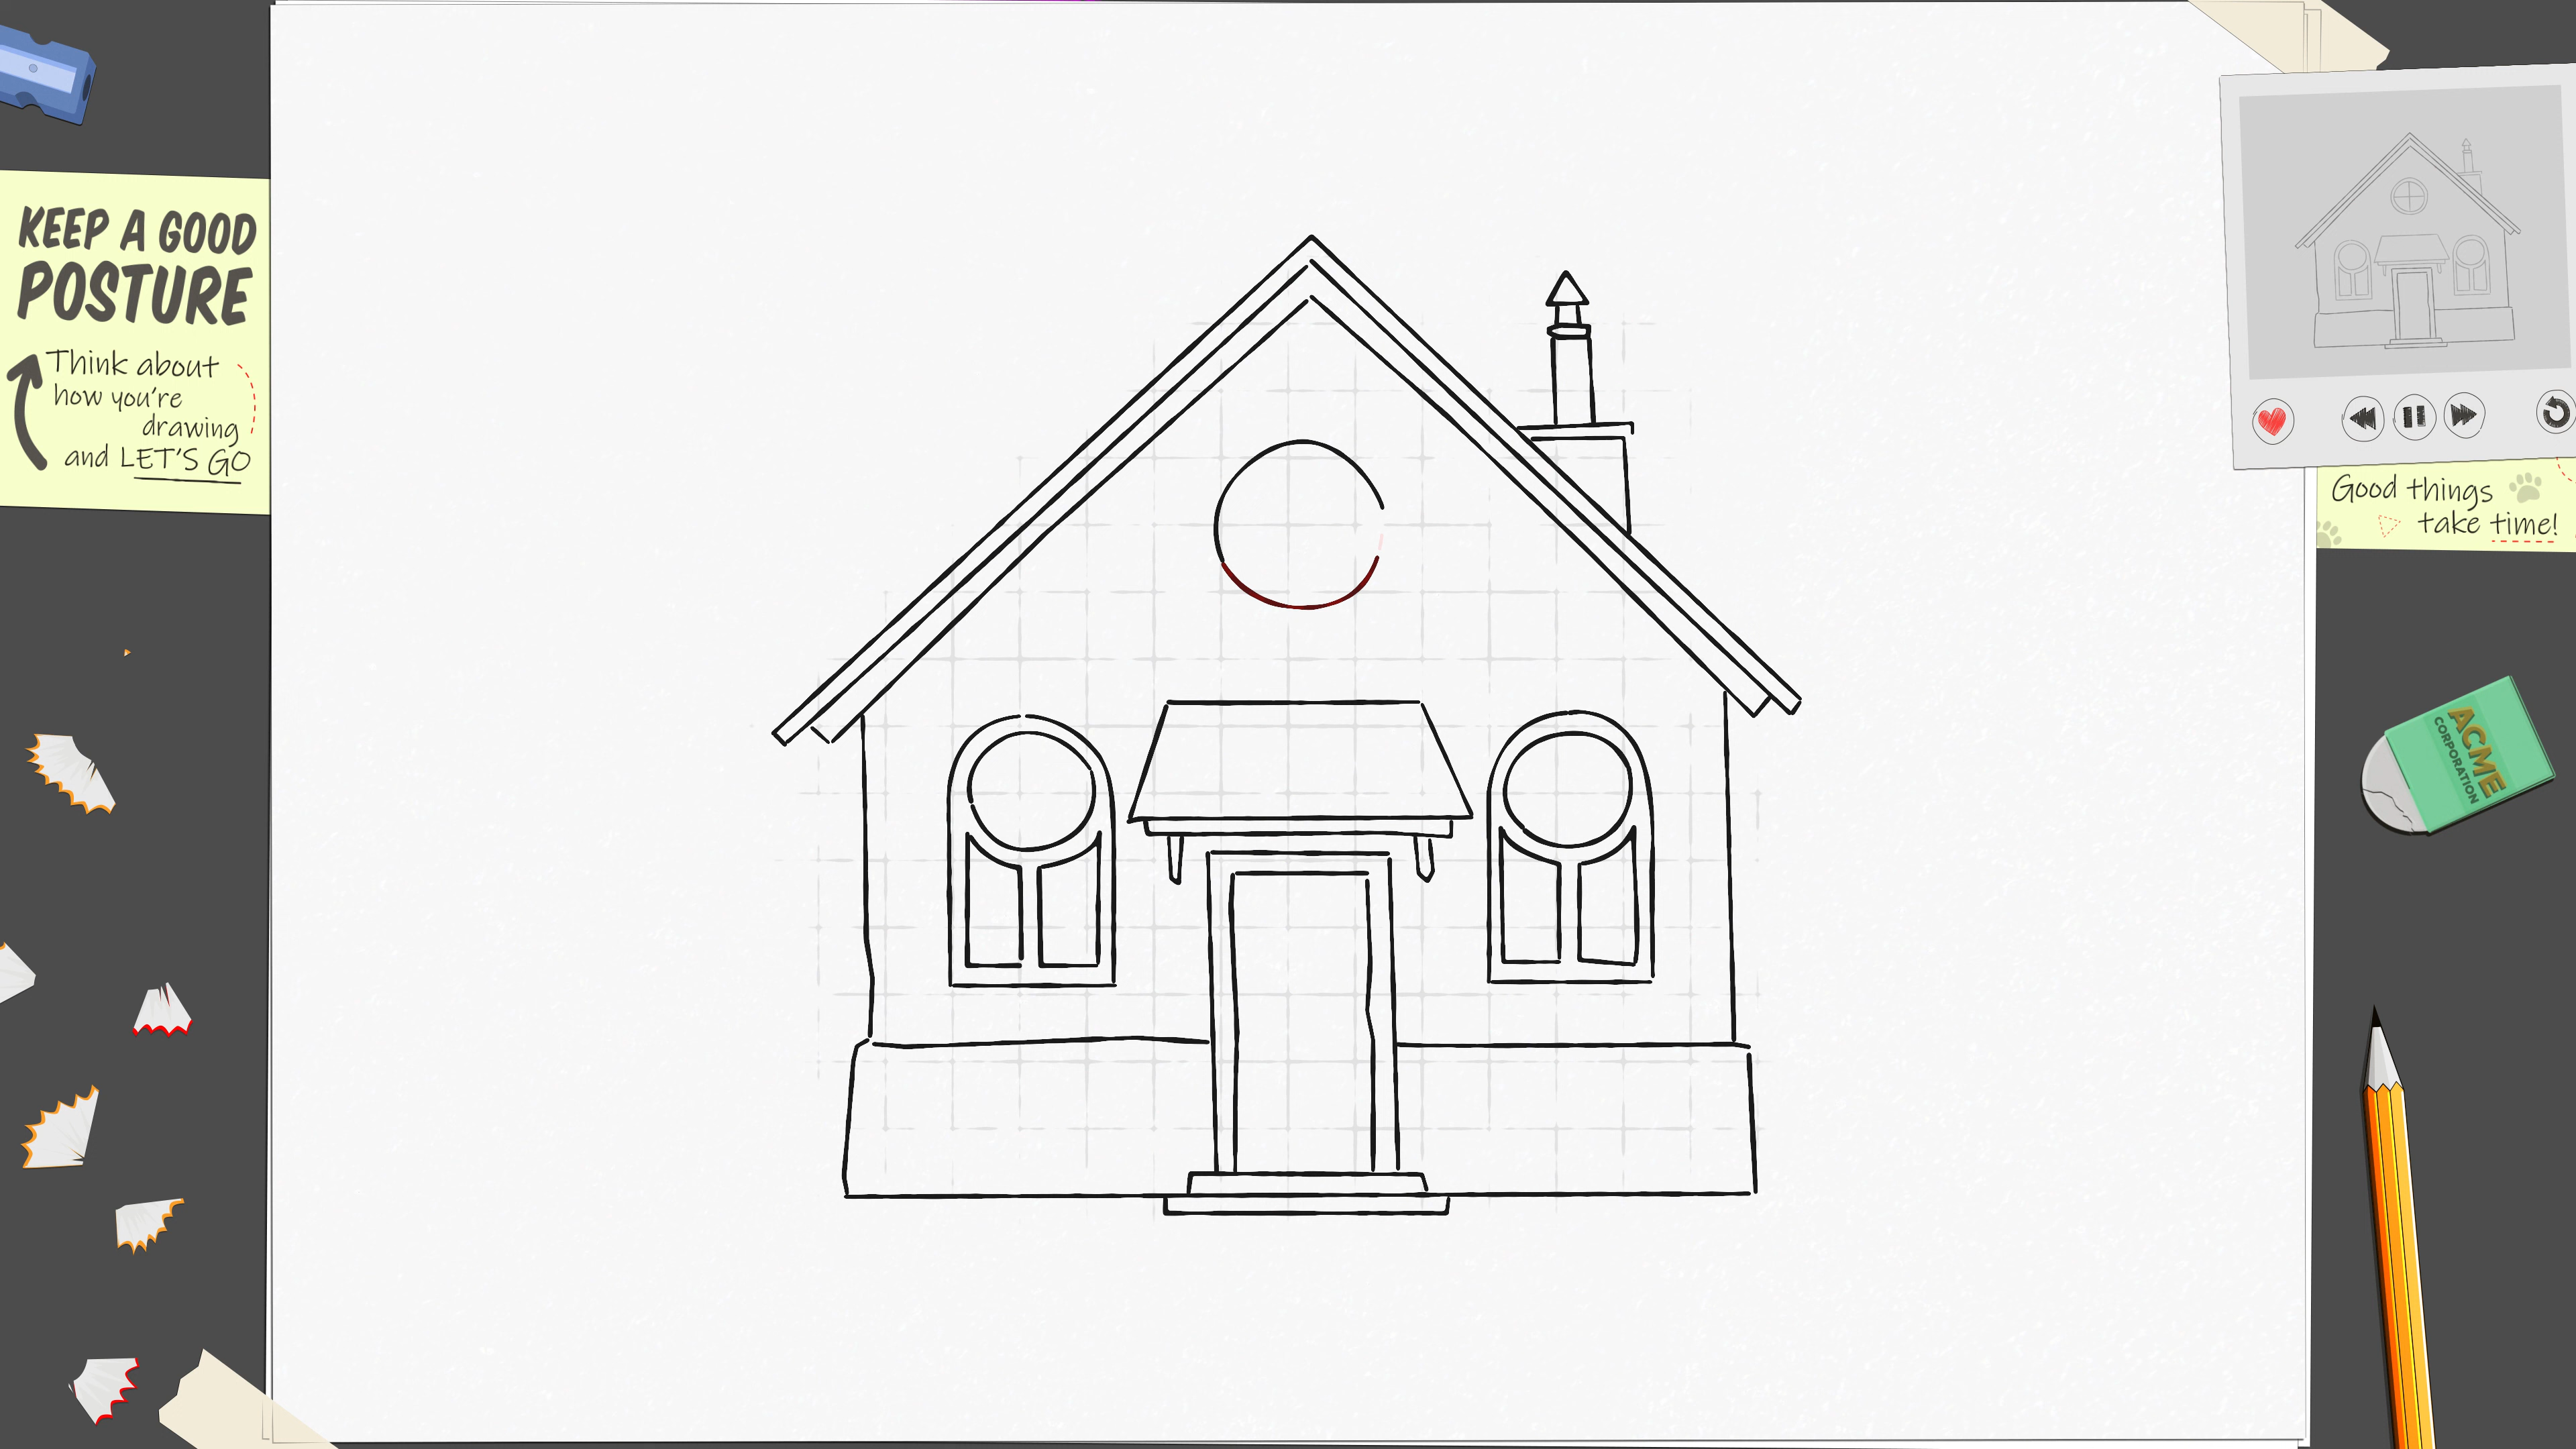 KEEP A GOOD
POSTURE
Think about
how you're
drawing
and LET'S GO
Good things
take time!
ACME
CORPORATION